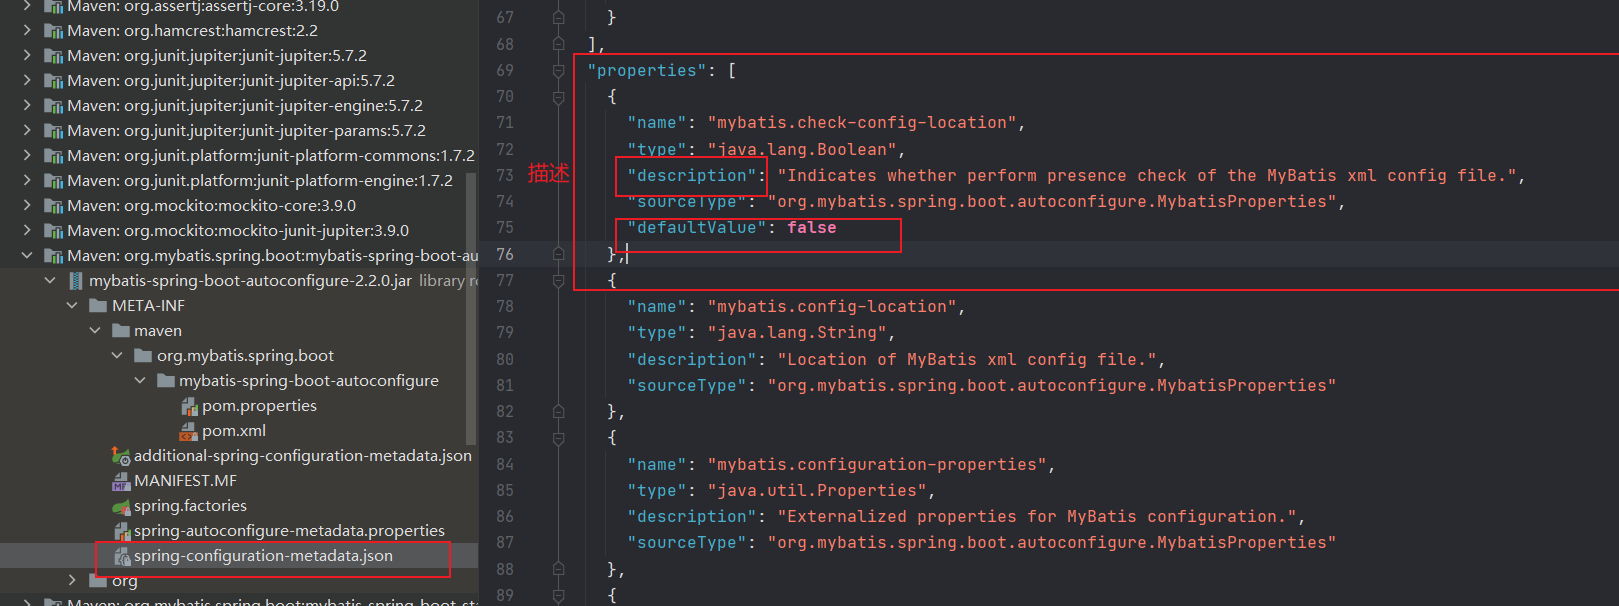 Maven: org.assertj:assertj-core:3.19.0
Maven: org.hamcrest:hamcrest:2.2
Maven: org.junit.jupiter:junit-jupiter:5.7.2
Maven: org.junit.jupiter:junit-jupiter-api:5.7.2
Maven: org.junit.jupiter:junit-jupiter-engine:5.7.2
Maven: org.junit.jupiter:junit-jupiter-params:5.7.2
Maven: org.junit.platform:junit-platform-commons:1.7.2
Maven: org.junit.platform:junit-platform-engine:1.7.2
Maven: org.mockito:mockito-core:3.9.0
Maven: org.mockito:mockito-junit-jupiter:3.9.0
Maven: org.mybatis.spring.boot:mybatis-spring-boot-au
mybatis-spring-boot-autoconfigure-2.2.0.jar library ro
META-INF
maven
org.mybatis.spring.boot
mybatis-spring-boot-autoconfigure
pom.properties
pom.xml
additional-spring-configuration-metadata.json
MANIFEST.MF
spring.factories
spring-autoconfigure-metadata.properties
spring-configuration-metadata.json
org
Maven: org.mybatis.spring.boot:mybatis-spring-boot-sta
67 }
68 ],
69 "properties": [
70 {
71 "name": "mybatis.check-config-location",
72 "type": "java.lang.Boolean",
描述
73 "description": "Indicates whether perform presence check of the MyBatis xml config file.",
74 "sourceType": "org.mybatis.spring.boot.autoconfigure.MybatisProperties",
75 "defaultValue": false
76 },
77 {
78 "name": "mybatis.config-location",
79 "type": "java.lang.String",
80 "description": "Location of MyBatis xml config file.",
81 "sourceType": "org.mybatis.spring.boot.autoconfigure.MybatisProperties"
82 },
83 {
84 "name": "mybatis.configuration-properties",
85 "type": "java.util.Properties",
86 "description": "Externalized properties for MyBatis configuration.",
87 "sourceType": "org.mybatis.spring.boot.autoconfigure.MybatisProperties"
88 },
89 {